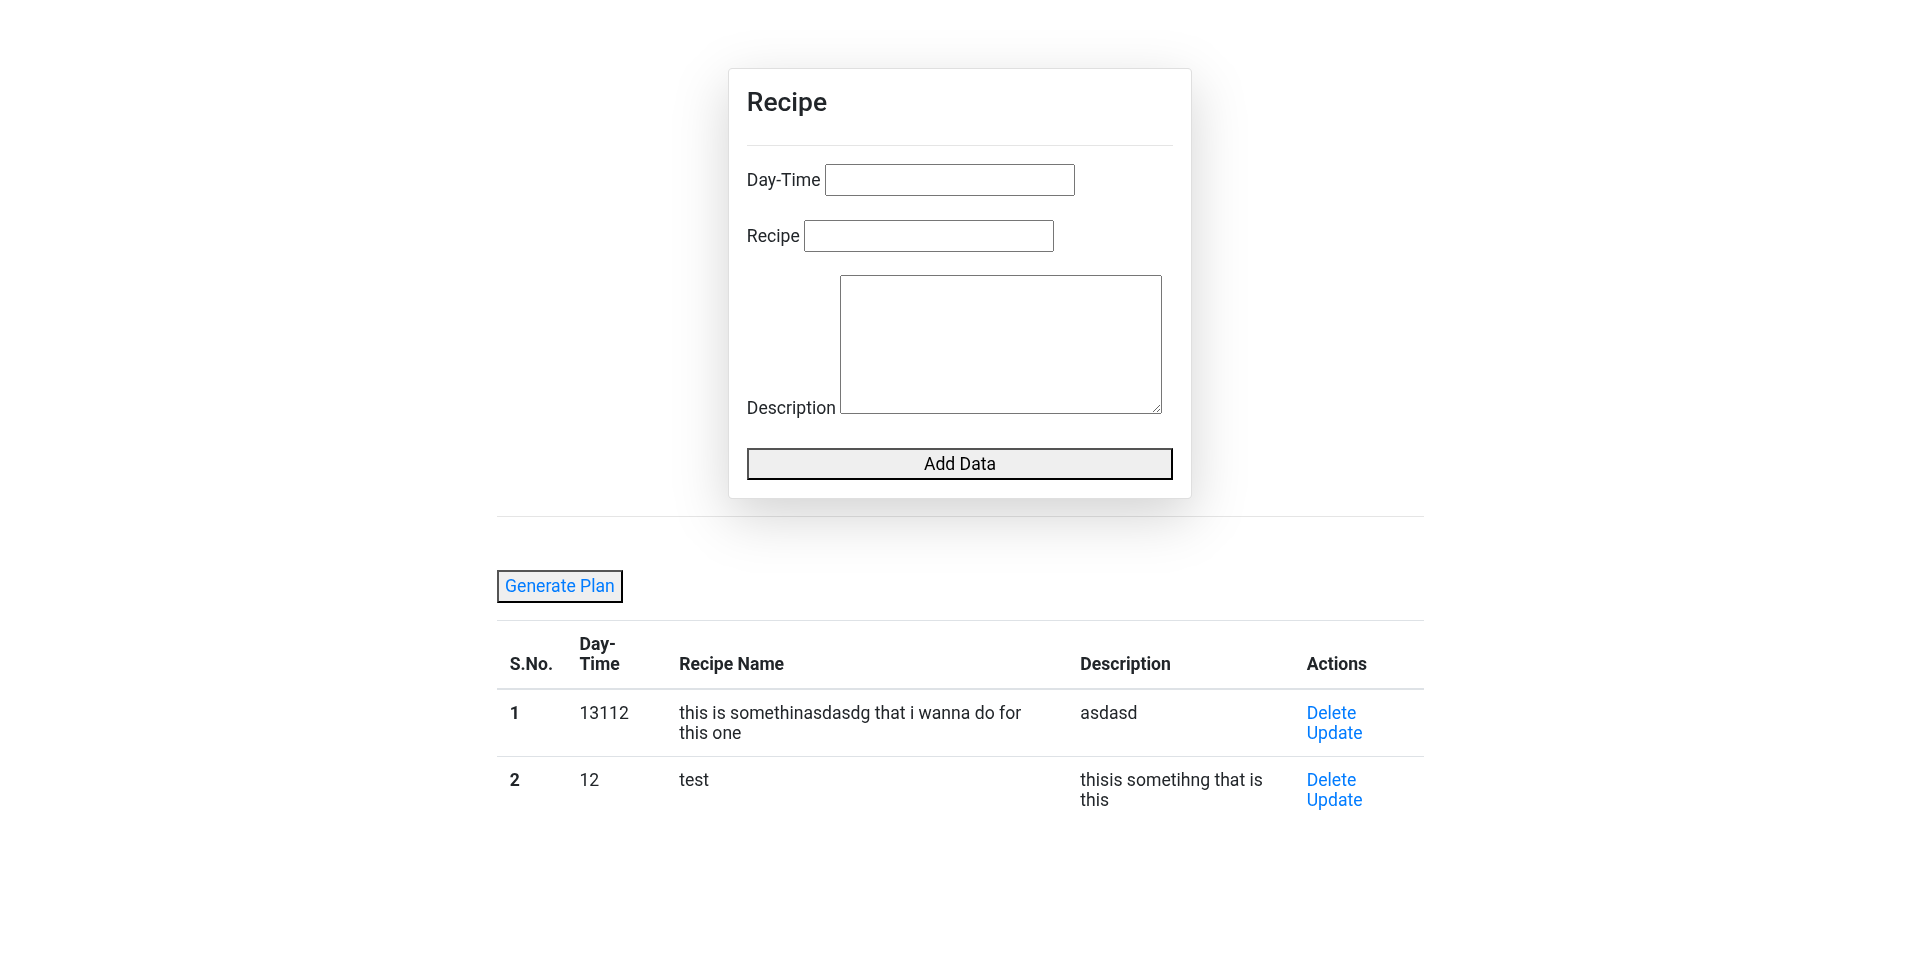 Recipe
Day-Time
Recipe
Description
Add Data
Generate Plan
S.No. Day-
Time Recipe Name Description Actions
1 13112 this is somethinasdasdg that i wanna do for asdasd Delete
this one Update
2 12 test thisis sometihng that is Delete
this Update